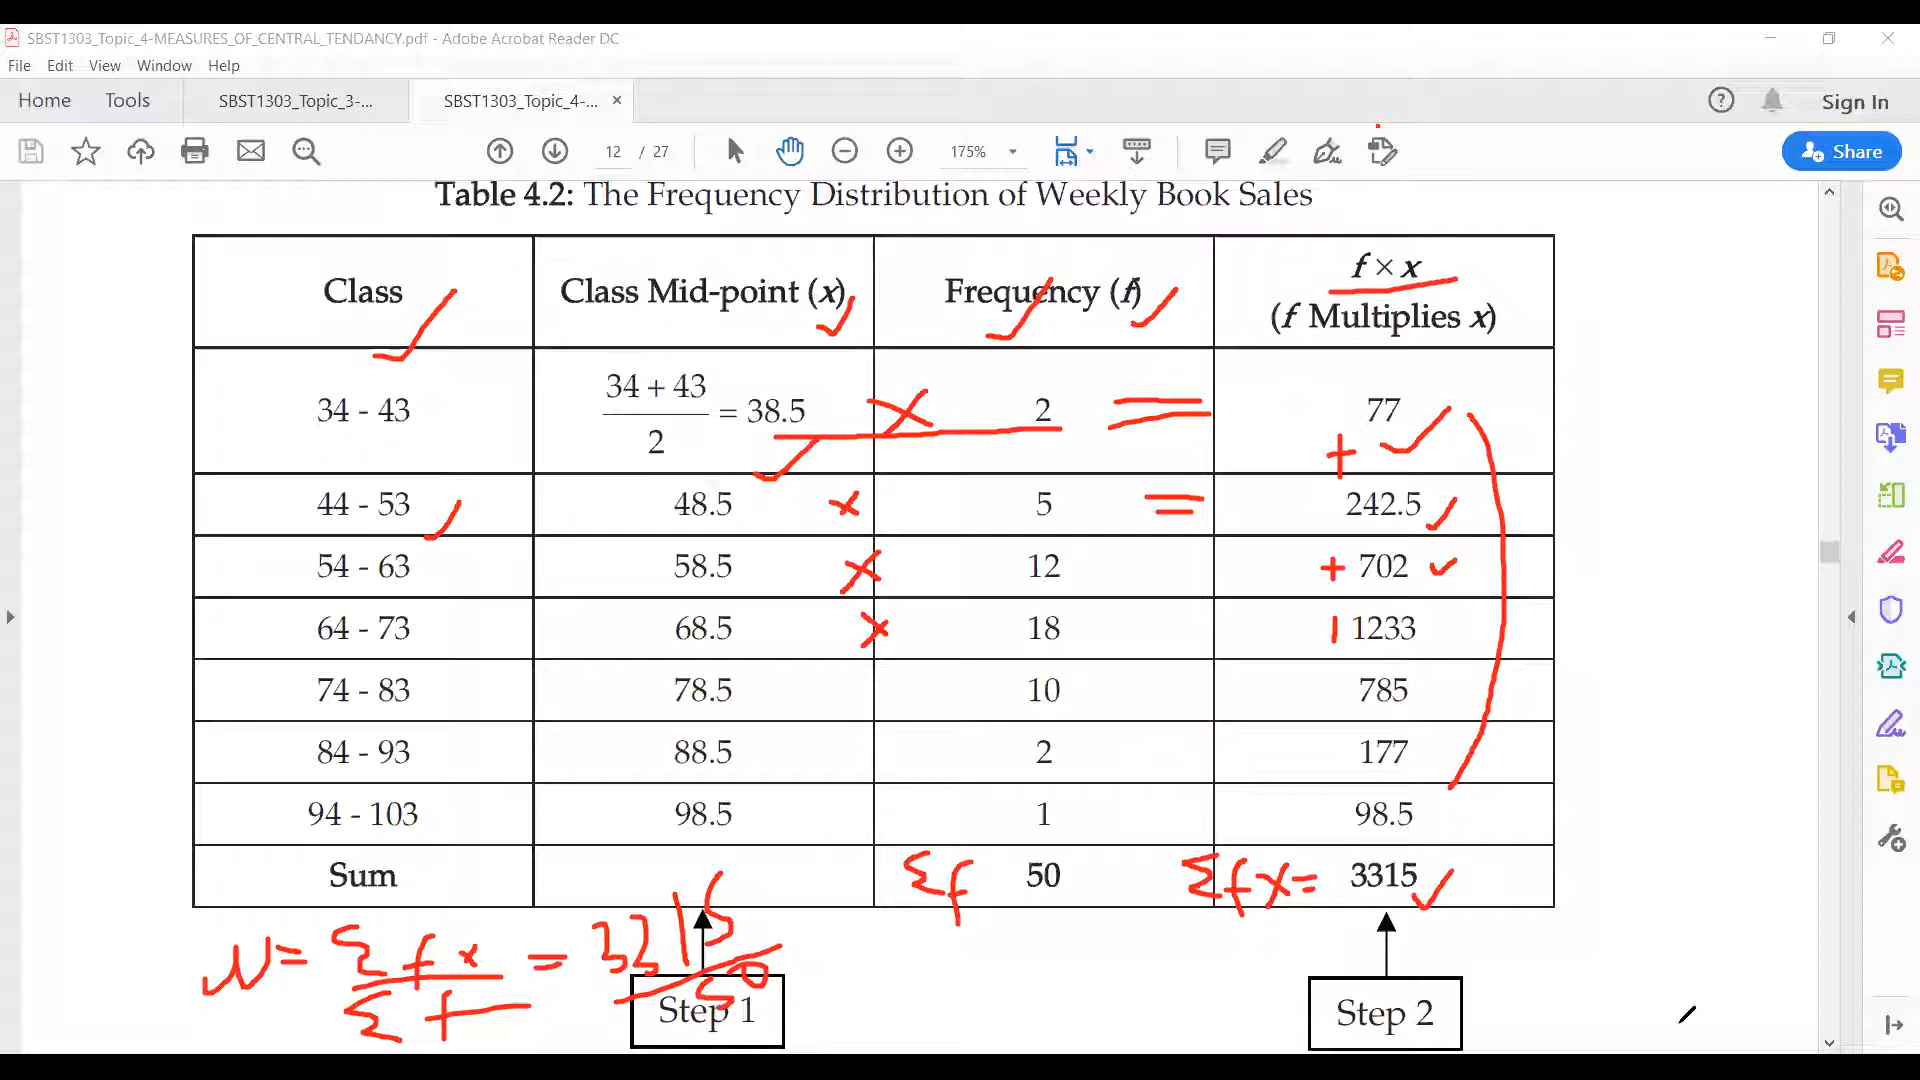 SBST1303_Topic_4-MEASURES_OF_CENTRAL_TENDANCY.pdf - Adobe Acrobat Reader DC
File Edit View Window Help
Home Tools SBST1303_Topic_3-... SBST1303_Topic_4-... × Sign In
12 / 27 175% Share
Table 4.2: The Frequency Distribution of Weekly Book Sales
Class Class Mid-point (x) Frequency (f) f × x
(f Multiplies x)
34 - 43 34 + 43 / 2 = 38.5 × 2 = 77
+
44 - 53 48.5 × 5 = 242.5
54 - 63 58.5 × 12 + 702
64 - 73 68.5 × 18 1233
74 - 83 78.5 10 785
84 - 93 88.5 2 177
94 - 103 98.5 1 98.5
Sum Σf 50 Σfx = 3315
μ = Σfx / Σf = 3315 / 50
Step 1 Step 2